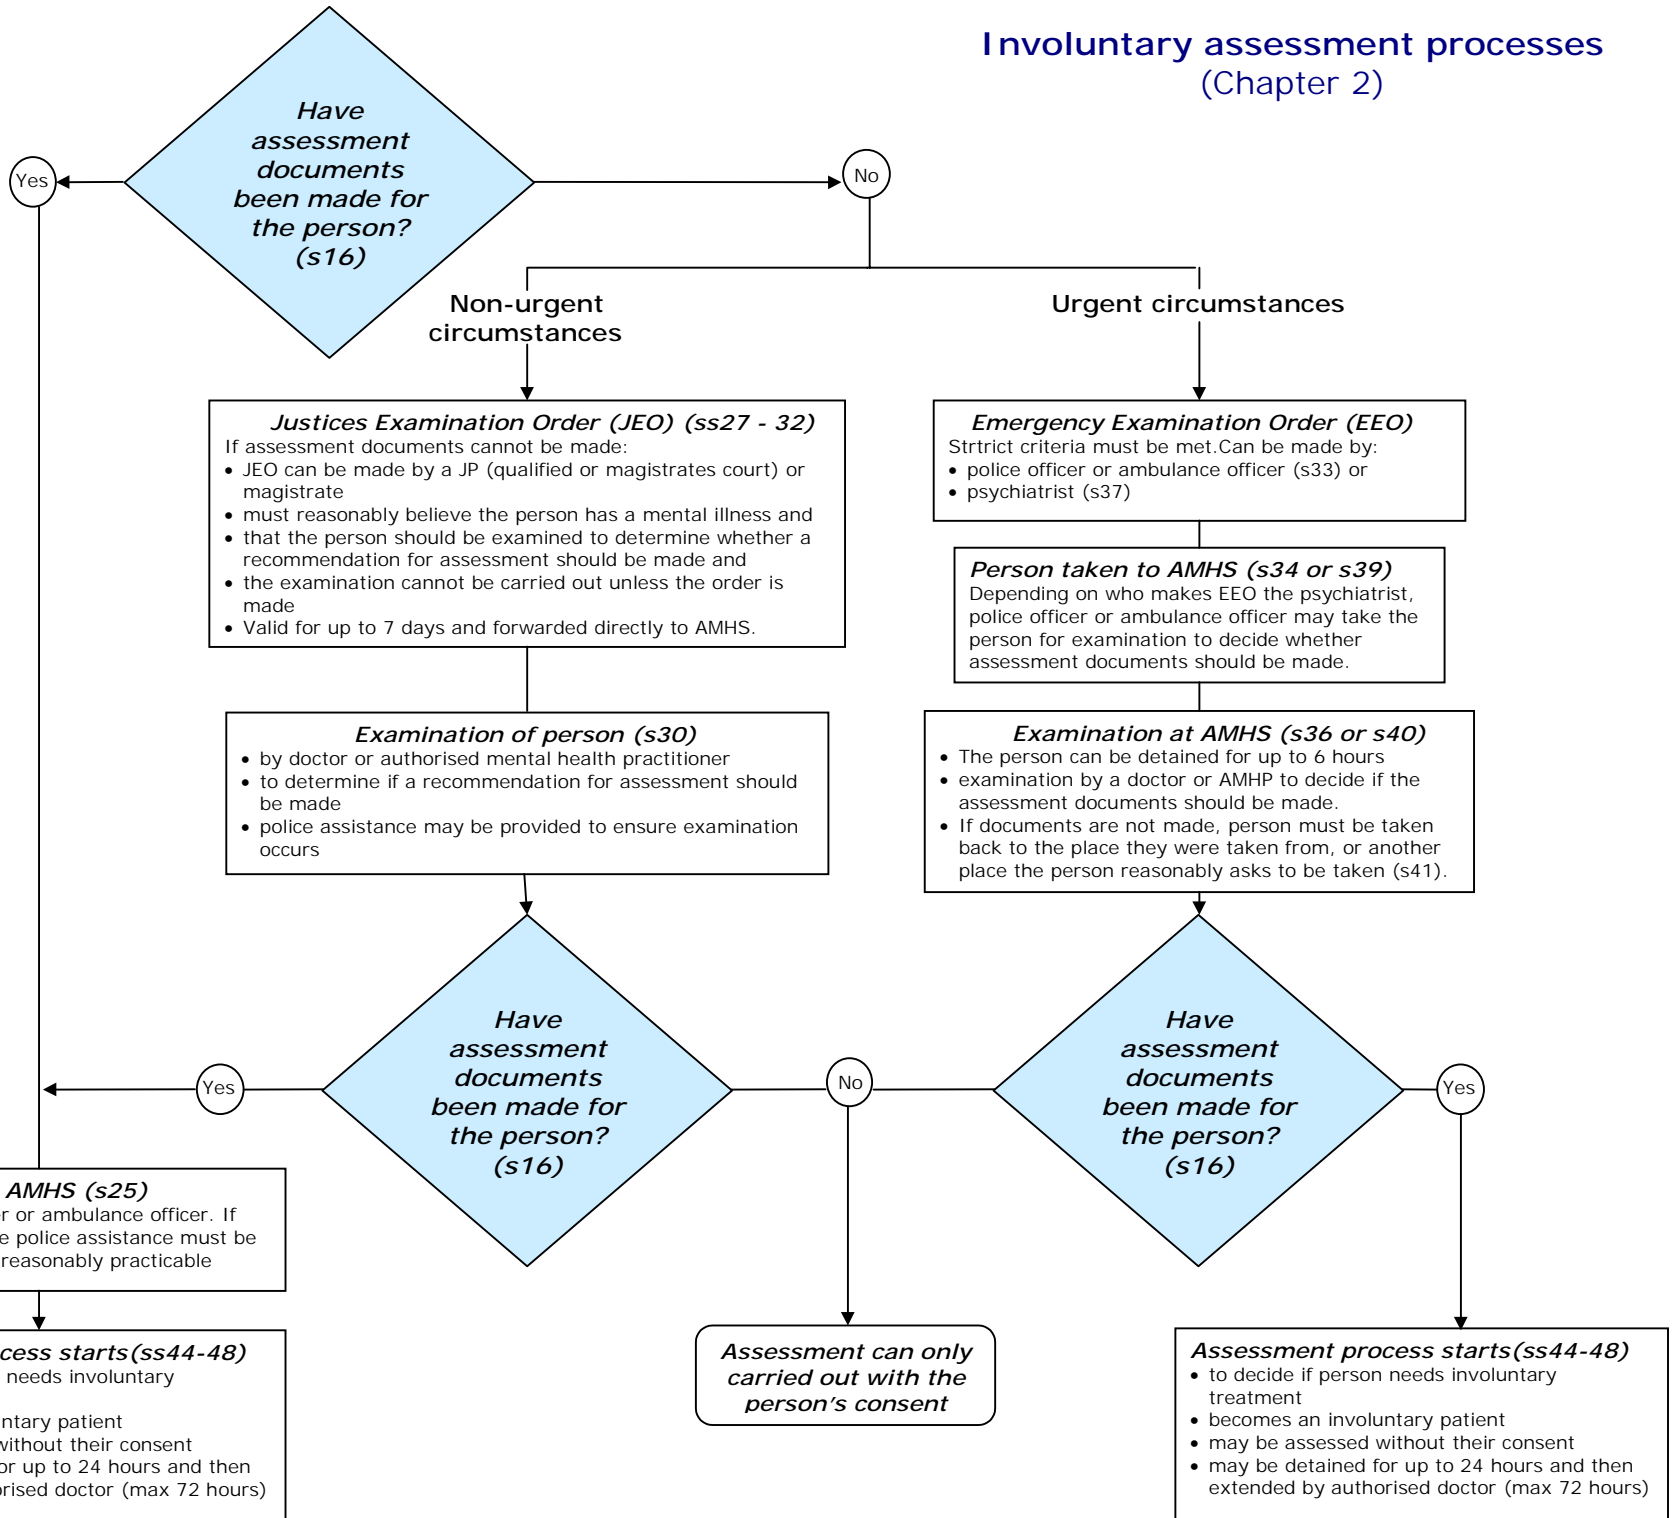 Involuntary assessment processes
(Chapter 2)
Have
assessment
documents
been made for
the person?
(s16)
Yes
No
Non-urgent
circumstances
Urgent circumstances
Justices Examination Order (JEO) (ss27 - 32)
If assessment documents cannot be made:
• JEO can be made by a JP (qualified or magistrates court) or
magistrate
• must reasonably believe the person has a mental illness and
• that the person should be examined to determine whether a
recommendation for assessment should be made and
• the examination cannot be carried out unless the order is
made
• Valid for up to 7 days and forwarded directly to AMHS.
Emergency Examination Order (EEO)
Strtrict criteria must be met.Can be made by:
• police officer or ambulance officer (s33) or
• psychiatrist (s37)
Person taken to AMHS (s34 or s39)
Depending on who makes EEO the psychiatrist,
police officer or ambulance officer may take the
person for examination to decide whether
assessment documents should be made.
Examination of person (s30)
• by doctor or authorised mental health practitioner
• to determine if a recommendation for assessment should
be made
• police assistance may be provided to ensure examination
occurs
Examination at AMHS (s36 or s40)
• The person can be detained for up to 6 hours
• examination by a doctor or AMHP to decide if the
assessment documents should be made.
• If documents are not made, person must be taken
back to the place they were taken from, or another
place the person reasonably asks to be taken (s41).
Have
assessment
documents
been made for
the person?
(s16)
Have
assessment
documents
been made for
the person?
(s16)
Yes
No
Yes
AMHS (s25)
er or ambulance officer. If
e police assistance must be
reasonably practicable
cess starts(ss44-48)
needs involuntary
untary patient
without their consent
or up to 24 hours and then
orised doctor (max 72 hours)
Assessment can only
carried out with the
person's consent
Assessment process starts(ss44-48)
• to decide if person needs involuntary
treatment
• becomes an involuntary patient
• may be assessed without their consent
• may be detained for up to 24 hours and then
extended by authorised doctor (max 72 hours)